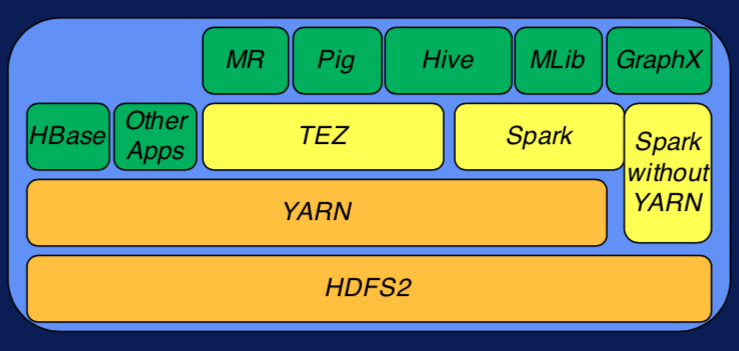 MR
Pig
Hive
MLib
GraphX
HBase
Other
Apps
TEZ
Spark
Spark
without
YARN
YARN
HDFS2